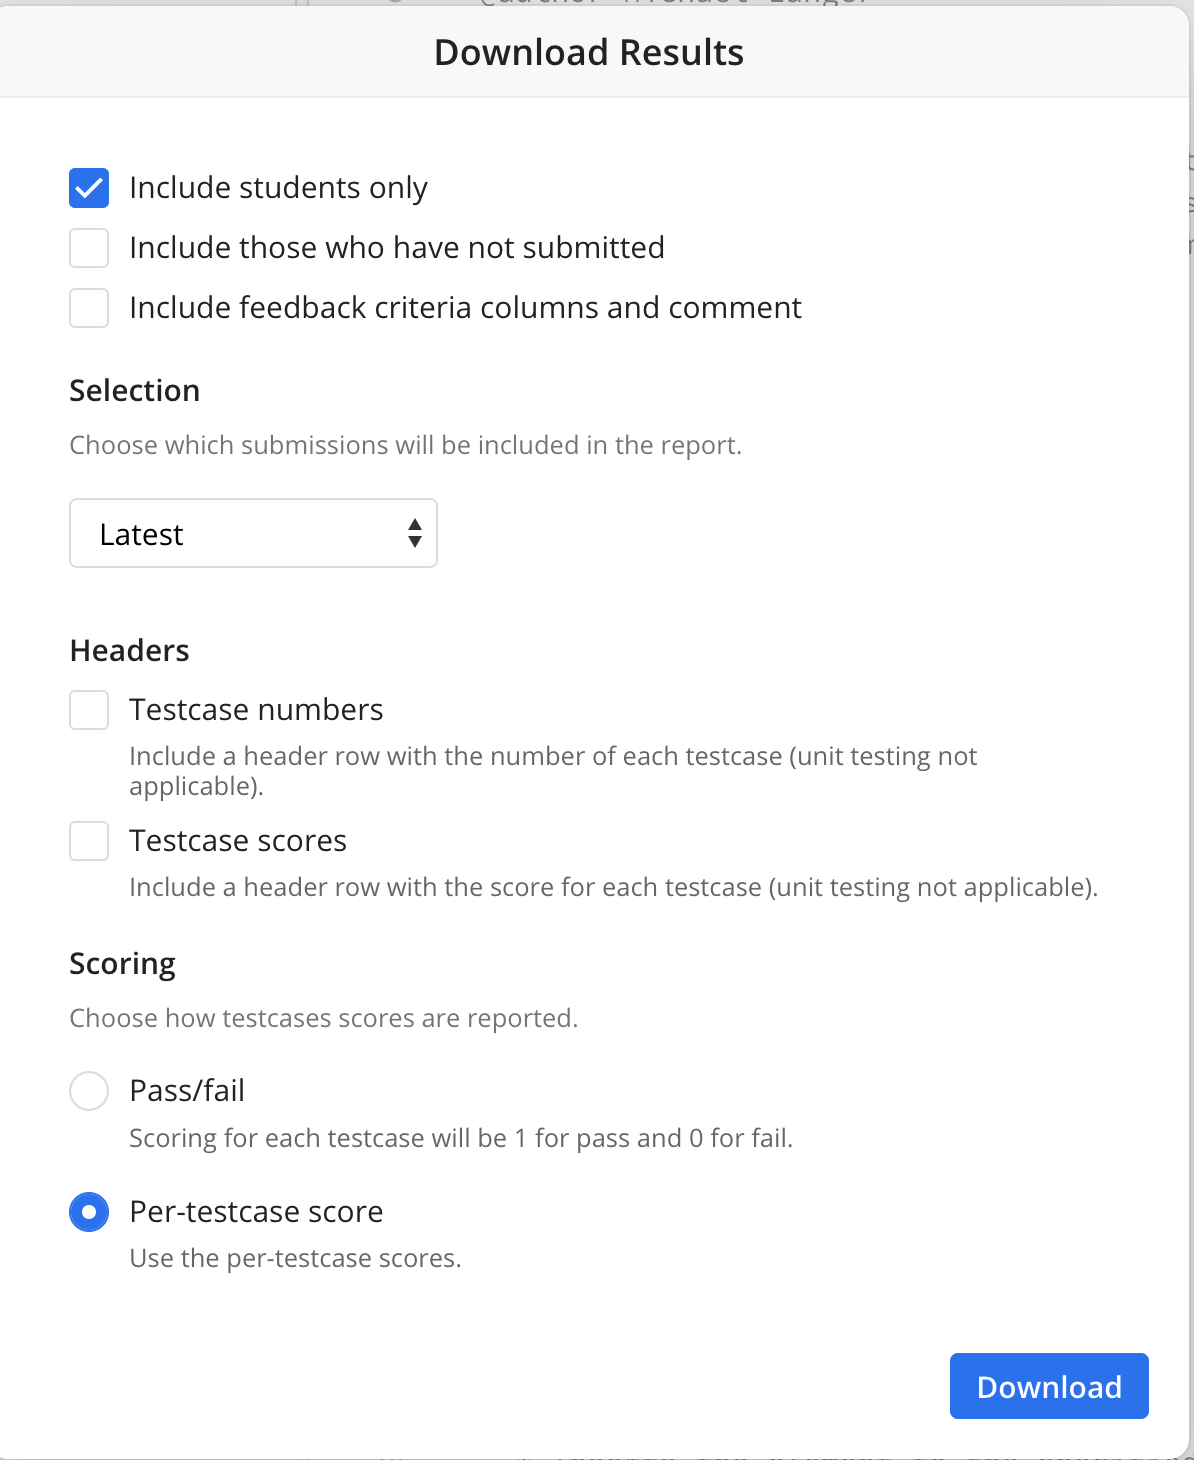 Download Results
Include students only
Include those who have not submitted
Include feedback criteria columns and comment
Selection
Choose which submissions will be included in the report.
Latest
Headers
Testcase numbers
Include a header row with the number of each testcase (unit testing not
applicable).
Testcase scores
Include a header row with the score for each testcase (unit testing not applicable).
Scoring
Choose how testcases scores are reported.
Pass/fail
Scoring for each testcase will be 1 for pass and 0 for fail.
Per-testcase score
Use the per-testcase scores.
Download